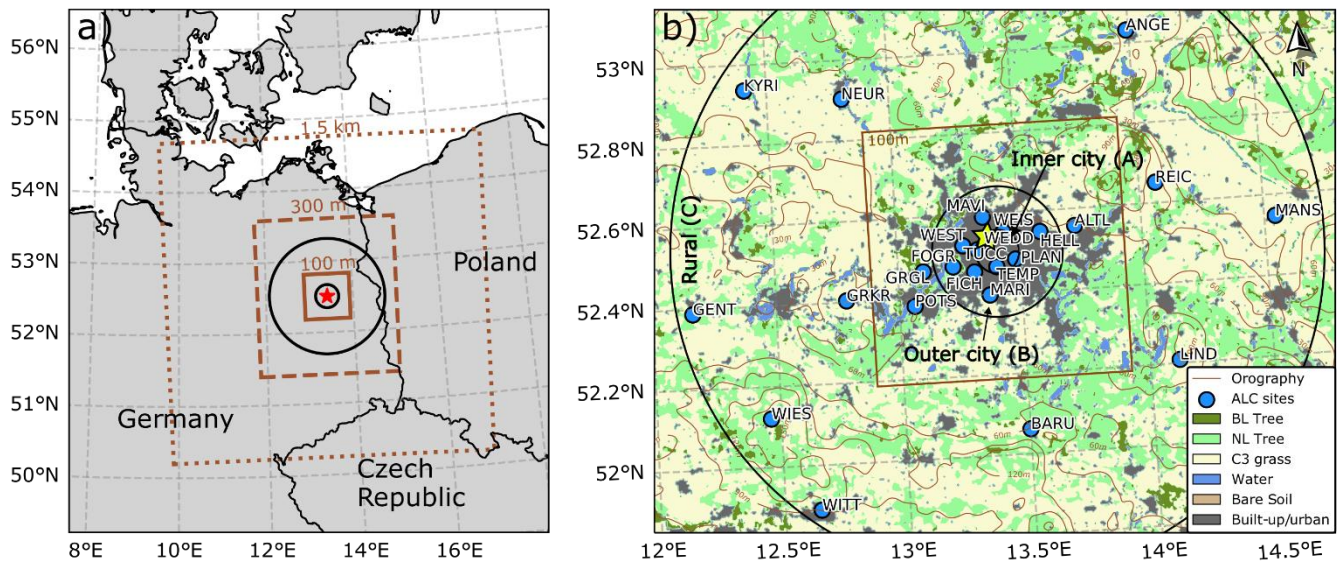 a
56°N
55°N
54°N
53°N
52°N
51°N
50°N
8°E
10°E
12°E
14°E
16°E
1.5 km
300 m
100 m
Poland
Germany
Czech
Republic
b)
53°N
52.8°N
52.6°N
52.4°N
52.2°N
52°N
12°E
12.5°E
13°E
13.5°E
14°E
14.5°E
N
ANGE
KYRI
NEUR
100m
Inner city (A)
REIC
MANS
MAVI
WEIS
ALTL
WEST
WEDD
HELL
FOGR
TUCC
PLAN
GRGL
FICH
TEMP
GRKR
POTS
MARI
GENT
Rural (C)
Outer city (B)
LIND
WIES
BARU
WITT
60m
120m
Orography
ALC sites
BL Tree
NL Tree
C3 grass
Water
Bare Soil
Built-up/urban